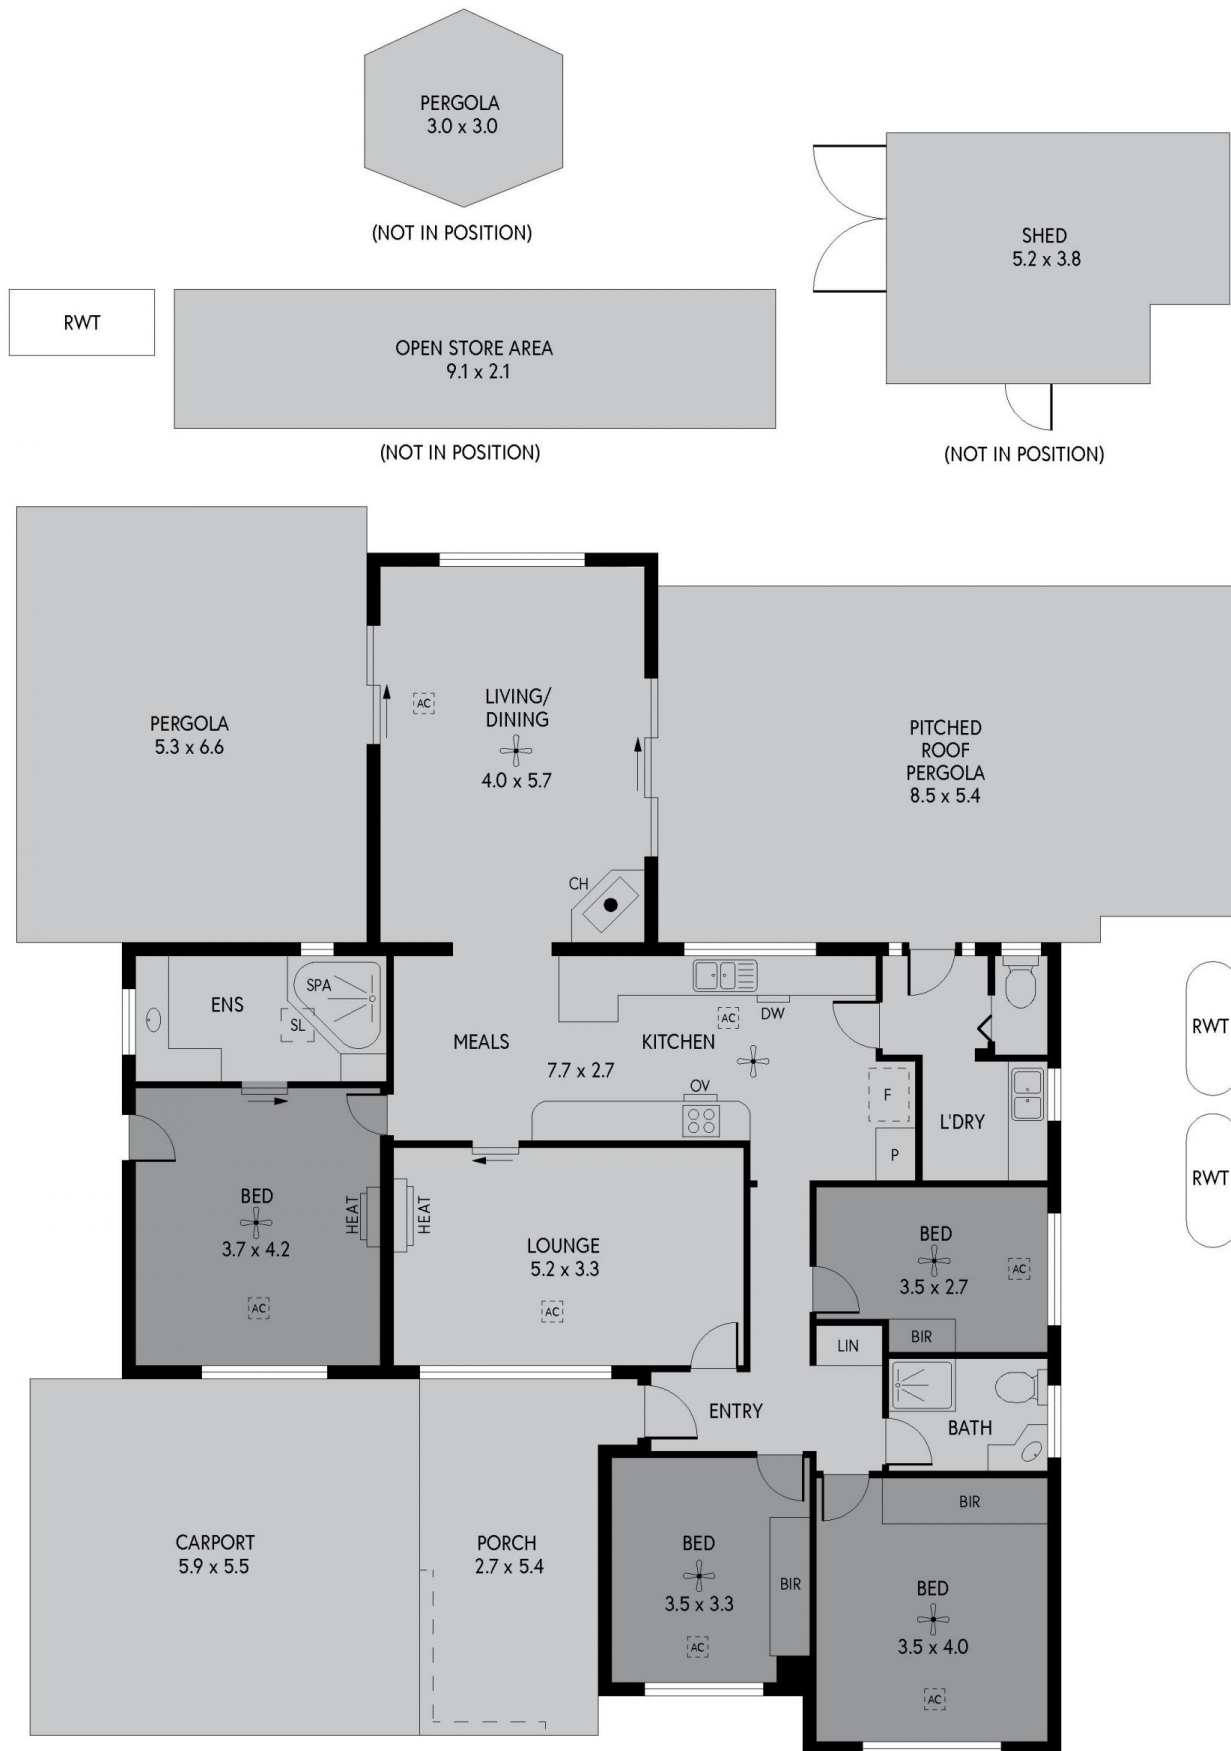 PERGOLA
3.0 x 3.0
(NOT IN POSITION)
SHED
5.2 x 3.8
(NOT IN POSITION)
RWT
OPEN STORE AREA
9.1 x 2.1
(NOT IN POSITION)
PERGOLA
5.3 x 6.6
AC
LIVING/
DINING
4.0 x 5.7
CH
PITCHED
ROOF
PERGOLA
8.5 x 5.4
ENS
SPA
SL
MEALS
KITCHEN
7.7 x 2.7
AC
DW
OV
F
P
L'DRY
RWT
RWT
BED
3.7 x 4.2
HEAT
AC
HEAT
LOUNGE
5.2 x 3.3
AC
BED
3.5 x 2.7
AC
BIR
LIN
ENTRY
BATH
CARPORT
5.9 x 5.5
PORCH
2.7 x 5.4
BED
3.5 x 3.3
BIR
AC
BIR
BED
3.5 x 4.0
AC